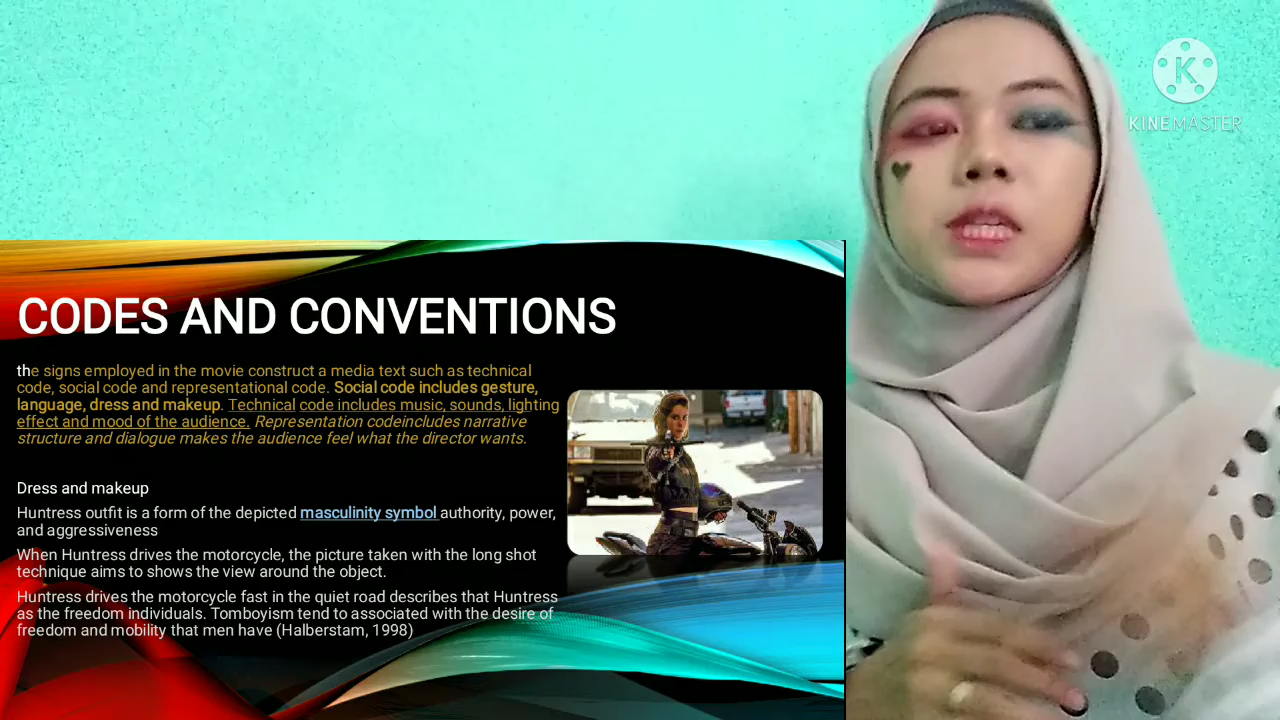 K
KINEMASTER
CODES AND CONVENTIONS
the signs employed in the movie construct a media text such as technical
code, social code and representational code. Social code includes gesture,
language, dress and makeup. Technical code includes music, sounds, lighting
effect and mood of the audience. Representation codeincludes narrative
structure and dialogue makes the audience feel what the director wants.
Dress and makeup
Huntress outfit is a form of the depicted masculinity symbol authority, power,
and aggressiveness
When Huntress drives the motorcycle, the picture taken with the long shot
technique aims to shows the view around the object.
Huntress drives the motorcycle fast in the quiet road describes that Huntress
as the freedom individuals. Tomboyism tend to associated with the desire of
freedom and mobility that men have (Halberstam, 1998)